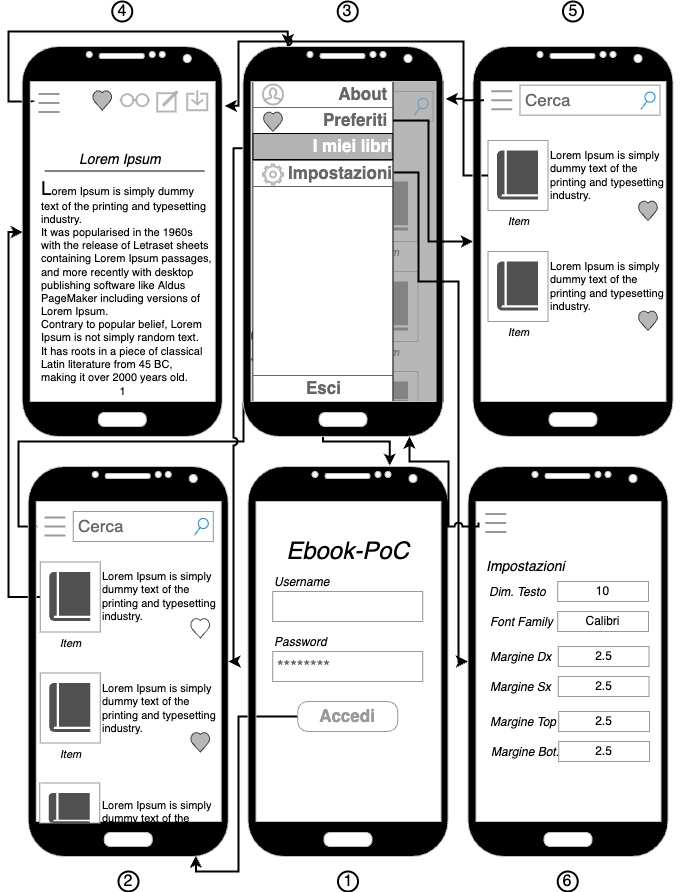 4
3
5
Lorem Ipsum
Lorem Ipsum is simply dummy
text of the printing and typesetting
industry.
It was popularised in the 1960s
with the release of Letraset sheets
containing Lorem Ipsum passages,
and more recently with desktop
publishing software like Aldus
PageMaker including versions of
Lorem Ipsum.
Contrary to popular belief, Lorem
Ipsum is not simply random text.
It has roots in a piece of classical
Latin literature from 45 BC,
making it over 2000 years old.
1
About
Preferiti
I miei libri
Impostazioni
Esci
Cerca
Lorem Ipsum is simply
dummy text of the
printing and typesetting
industry.
Item
Lorem Ipsum is simply
dummy text of the
printing and typesetting
industry.
Item
Cerca
Lorem Ipsum is simply
dummy text of the
printing and typesetting
industry.
Item
Lorem Ipsum is simply
dummy text of the
printing and typesetting
industry.
Item
Lorem Ipsum is simply
dummy text of the
Ebook-PoC
Username
Password
********
Accedi
Impostazioni
Dim. Testo 10
Font Family Calibri
Margine Dx 2.5
Margine Sx 2.5
Margine Top 2.5
Margine Bot. 2.5
2
1
6